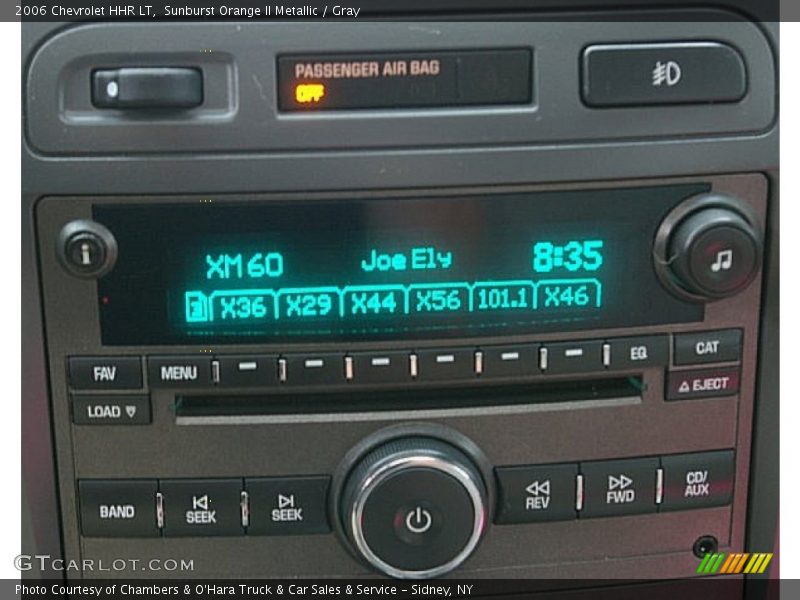 2006 Chevrolet HHR LT,  Sunburst Orange II Metallic / Gray
PASSENGER AIR BAG
OFF
i
XM60 Joe Ely 8:35
X36 X29 X44 X56 101.1 X46
FAV MENU EQ CAT
LOAD EJECT
BAND SEEK SEEK REV FWD CD/
AUX
GTCARLOT.COM
Photo Courtesy of Chambers & O'Hara Truck & Car Sales & Service - Sidney, NY